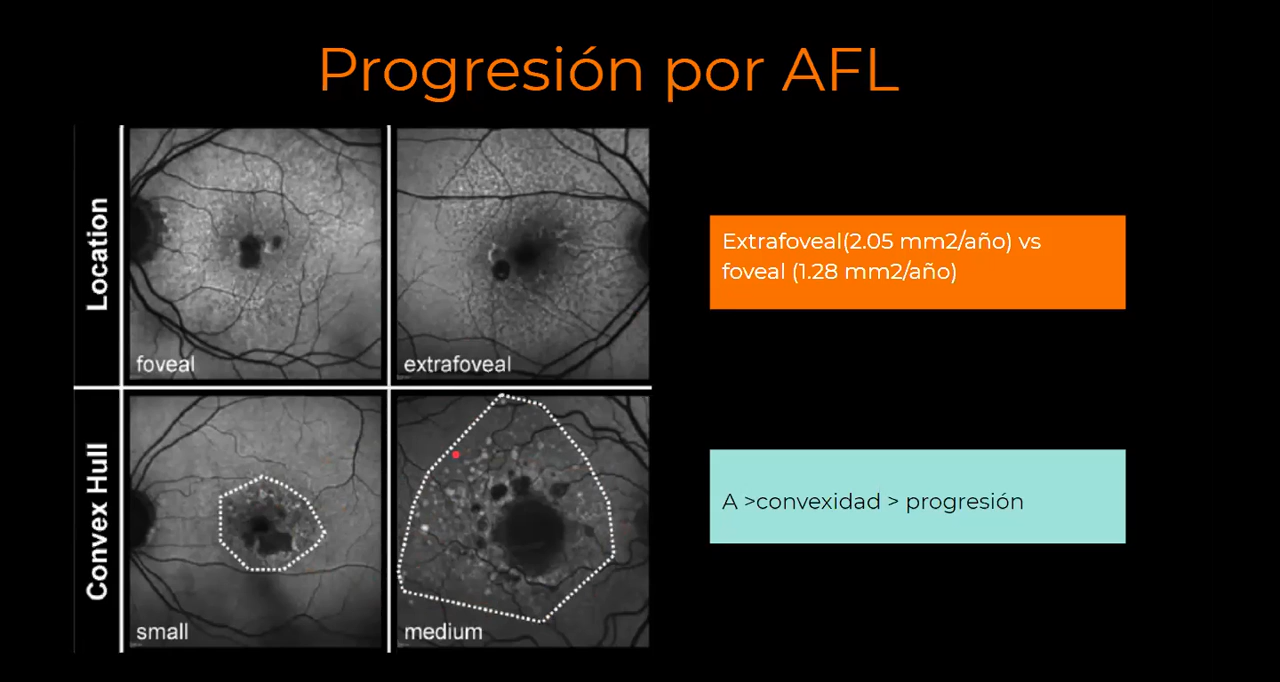 Progresión por AFL
Location
foveal
extrafoveal
Extrafoveal(2.05 mm2/año) vs
foveal (1.28 mm2/año)
Convex Hull
small
medium
A >convexidad > progresión